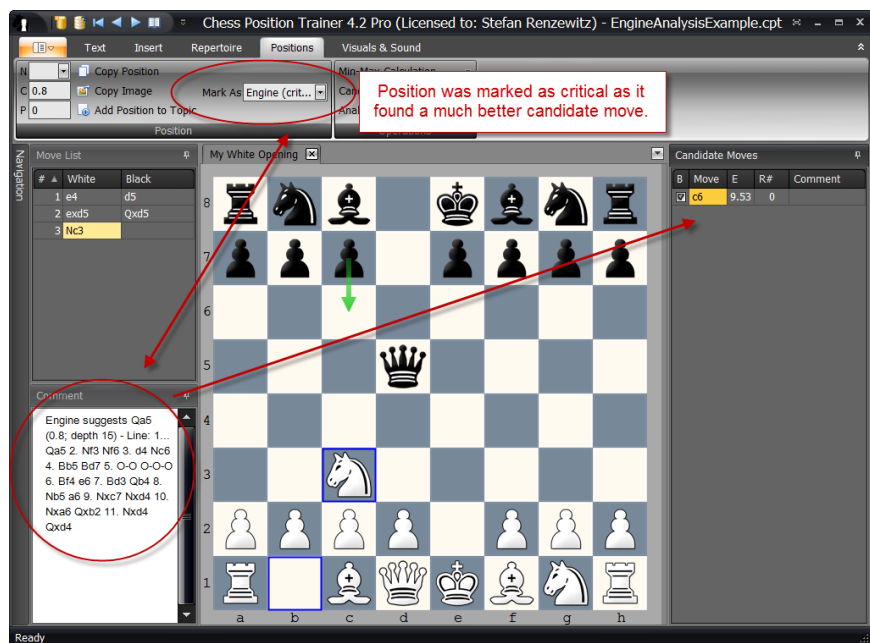 Chess Position Trainer 4.2 Pro (Licensed to: Stefan Renzewitz) - EngineAnalysisExample.cpt
Text Insert Repertoire Positions Visuals & Sound
N Copy Position
C 0.8 Copy Image
P 0 Add Position to Topic
Mark As Engine (crit...
Position
Min-Max Calculation
Position was marked as critical as it
found a much better candidate move.
Operations
Navigation
Move List
# White Black
1 e4 d5
2 exd5 Qxd5
3 Nc3
Comment
Engine suggests Qa5
(0.8; depth 15) - Line: 1...
Qa5 2. Nf3 Nf6 3. d4 Nc6
4. Bb5 Bd7 5. O-O O-O-O
6. Bf4 e6 7. Bd3 Qb4 8.
Nb5 a6 9. Nxc7 Nxd4 10.
Nxa6 Qxb2 11. Nxd4
Qxd4
My White Opening
8
7
6
5
4
3
2
1
a b c d e f g h
Candidate Moves
B Move E R# Comment
c6 9.53 0
Ready